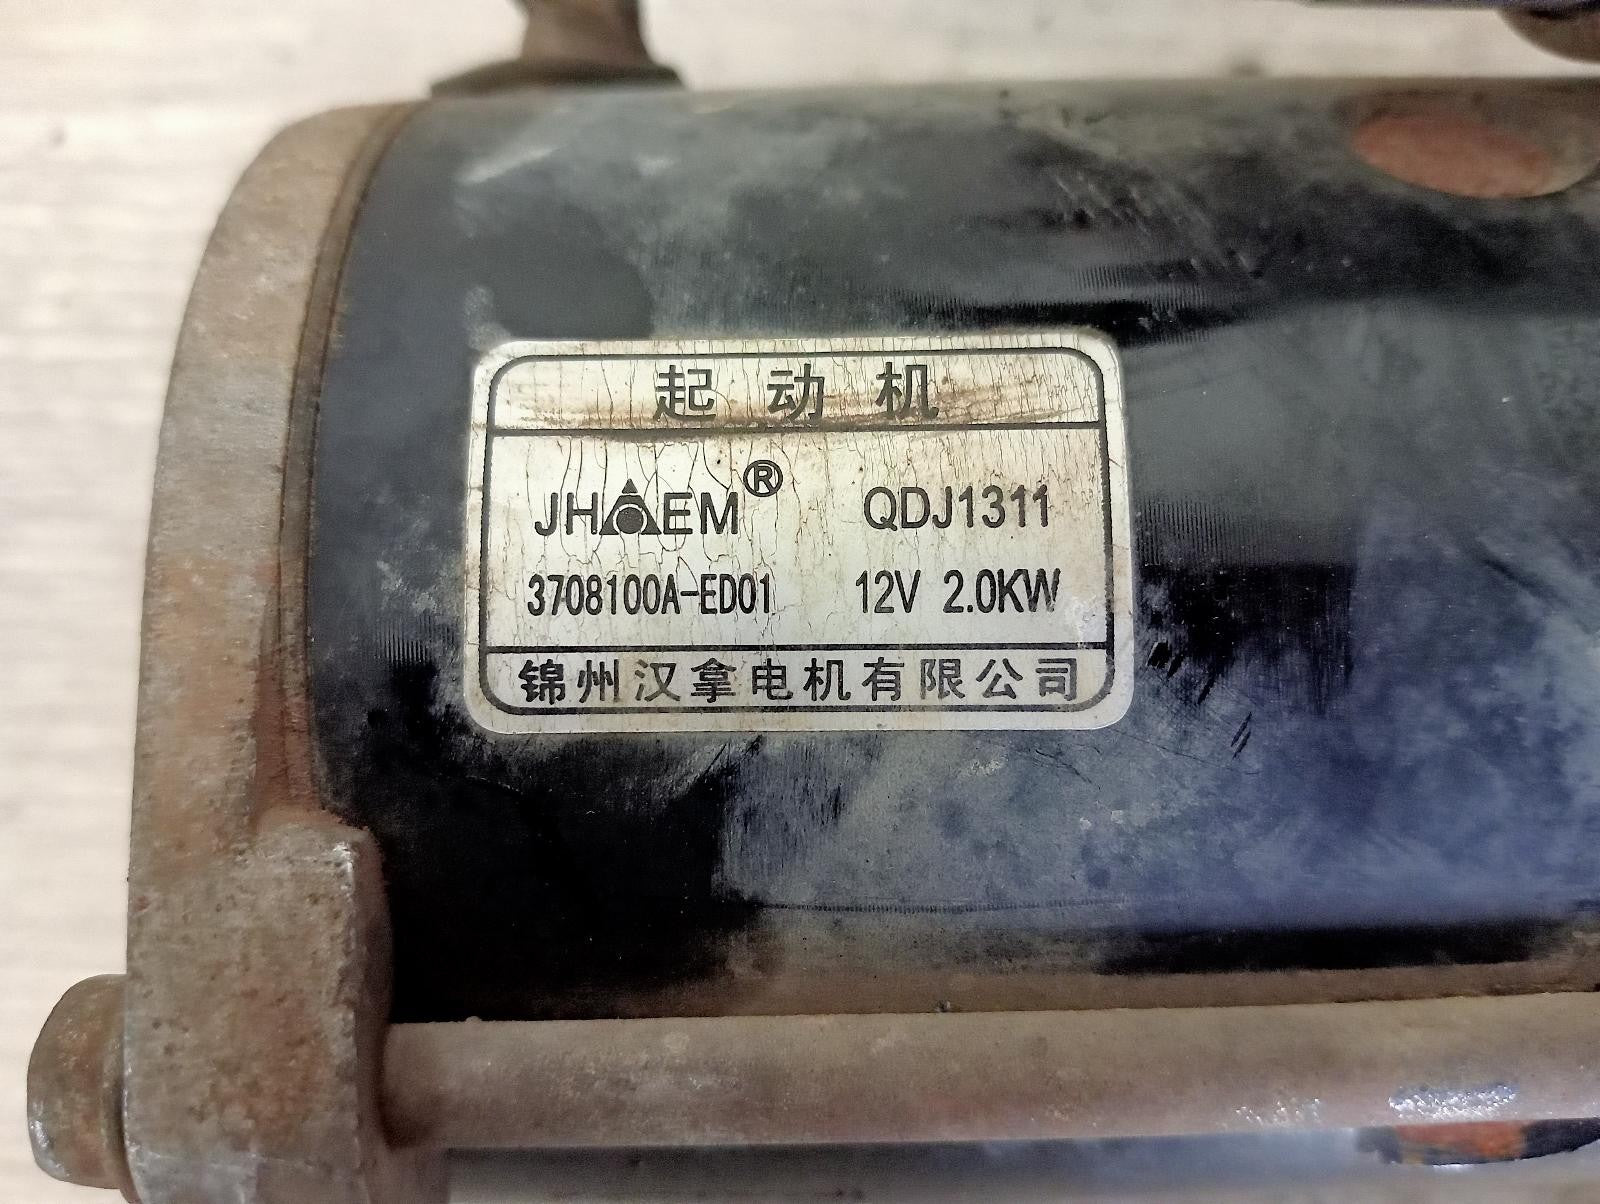 起动机
JHAEM® QDJ1311
3708100A-ED01 12V 2.0KW
锦州汉拿电机有限公司